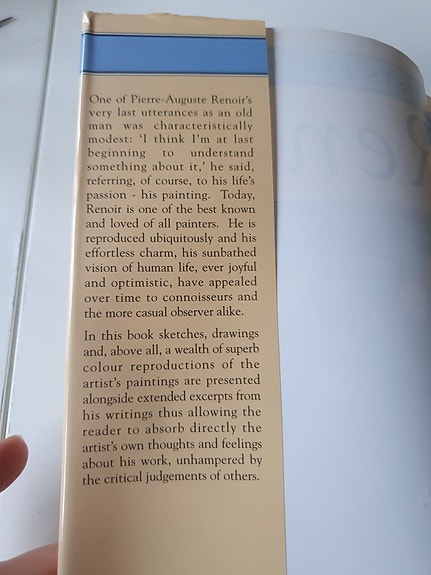 One of Pierre-Auguste Renoir's
very last utterances as an old
man was characteristically
modest: 'I think I'm at last
beginning to understand
something about it,' he said,
referring, of course, to his life's
passion - his painting. Today,
Renoir is one of the best known
and loved of all painters. He is
reproduced ubiquitously and his
effortless charm, his sunbathed
vision of human life, ever joyful
and optimistic, have appealed
over time to connoisseurs and
the more casual observer alike.
In this book sketches, drawings
and, above all, a wealth of superb
colour reproductions of the
artist's paintings are presented
alongside extended excerpts from
his writings thus allowing the
reader to absorb directly the
artist's own thoughts and feelings
about his work, unhampered by
the critical judgements of others.